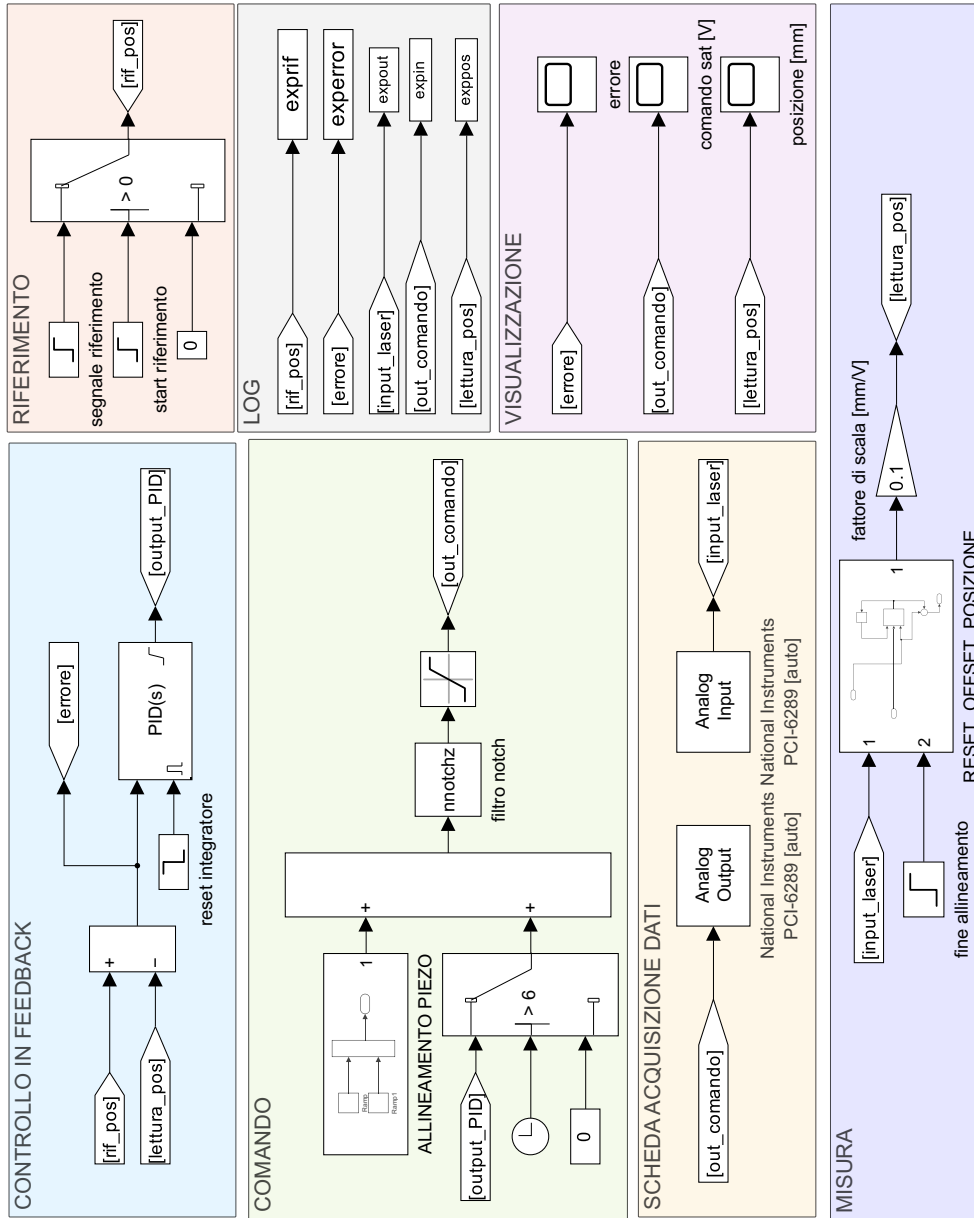 CONTROLLO IN FEEDBACK
[rif_pos]
[lettura_pos]
+
−
[errore]
PID(s)
reset integratore
[output_PID]
RIFERIMENTO
segnale riferimento
start riferimento
0
> 0
[rif_pos]
COMANDO
Ramp
Ramp1
1
ALLINEAMENTO PIEZO
[output_PID]
0
> 6
+
+
nnotchz
filtro notch
[out_comando]
LOG
[rif_pos]
exprif
[errore]
experror
[input_laser]
expout
[out_comando]
expin
[lettura_pos]
exppos
SCHEDA ACQUISIZIONE DATI
[out_comando]
Analog
Output
National Instruments
PCI-6289 [auto]
Analog
Input
National Instruments
PCI-6289 [auto]
[input_laser]
VISUALIZZAZIONE
[errore]
errore
[out_comando]
comando sat [V]
[lettura_pos]
posizione [mm]
MISURA
[input_laser]
fine allineamento
1
2
1
RESET_OFFSET_POSIZIONE
fattore di scala [mm/V]
0.1
[lettura_pos]